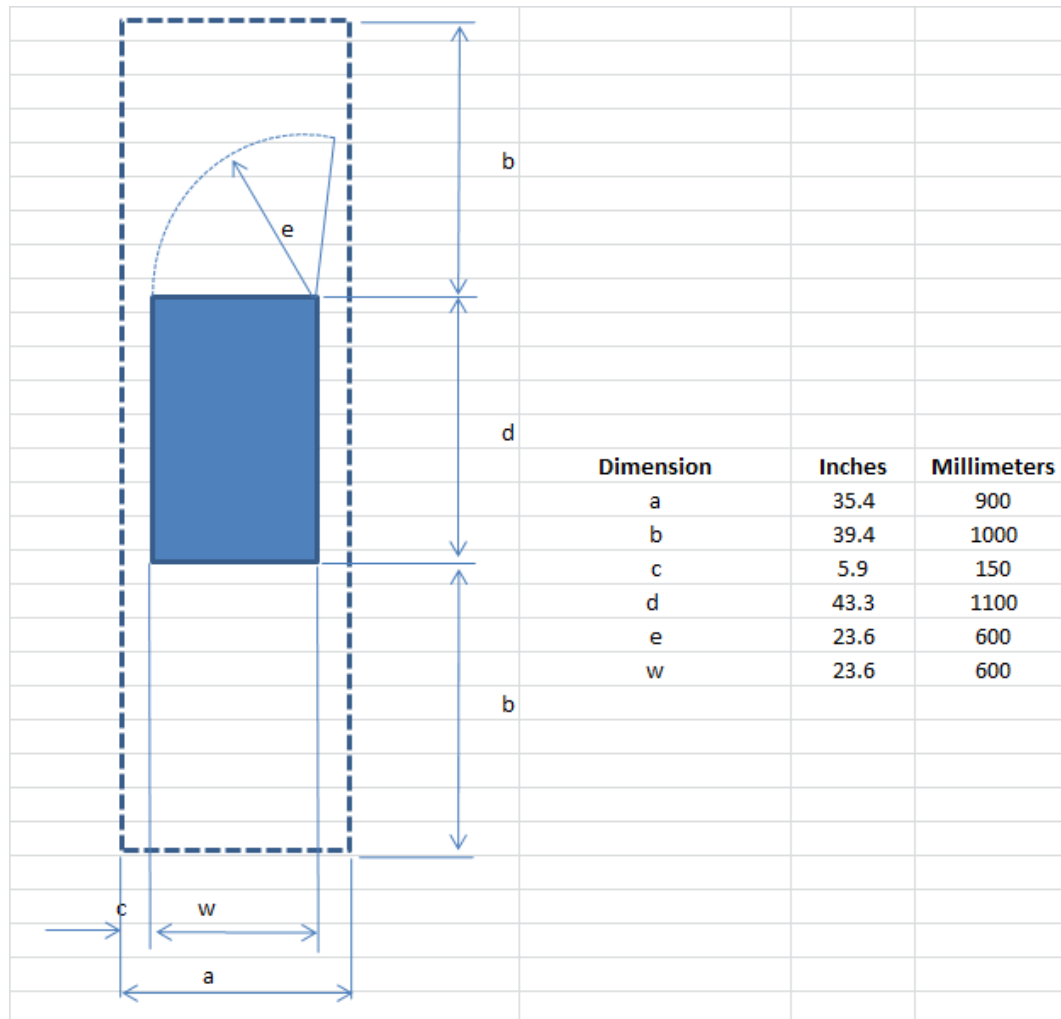 b
e
d
Dimension Inches Millimeters
a 35.4 900
b 39.4 1000
c 5.9 150
d 43.3 1100
e 23.6 600
w 23.6 600
b
c w
a